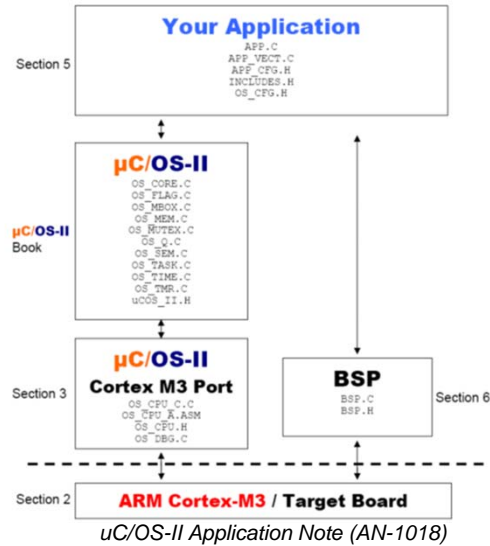 Your Application
Section 5
APP.C
APP_VECT.C
APP_CFG.H
INCLUDES.H
OS_CFG.H
µC/OS-II
OS_CORE.C
OS_FLAG.C
OS_MBOX.C
OS_MEM.C
OS_MUTEX.C
OS_Q.C
OS_SEM.C
OS_TASK.C
OS_TIME.C
OS_TMR.C
uCOS_II.H
µC/OS-II
Book
µC/OS-II
Cortex M3 Port
Section 3
OS_CPU_C.C
OS_CPU_A.ASM
OS_CPU.H
OS_DBG.C
BSP
BSP.C
BSP.H
Section 6
Section 2
ARM Cortex-M3 / Target Board
uC/OS-II Application Note (AN-1018)